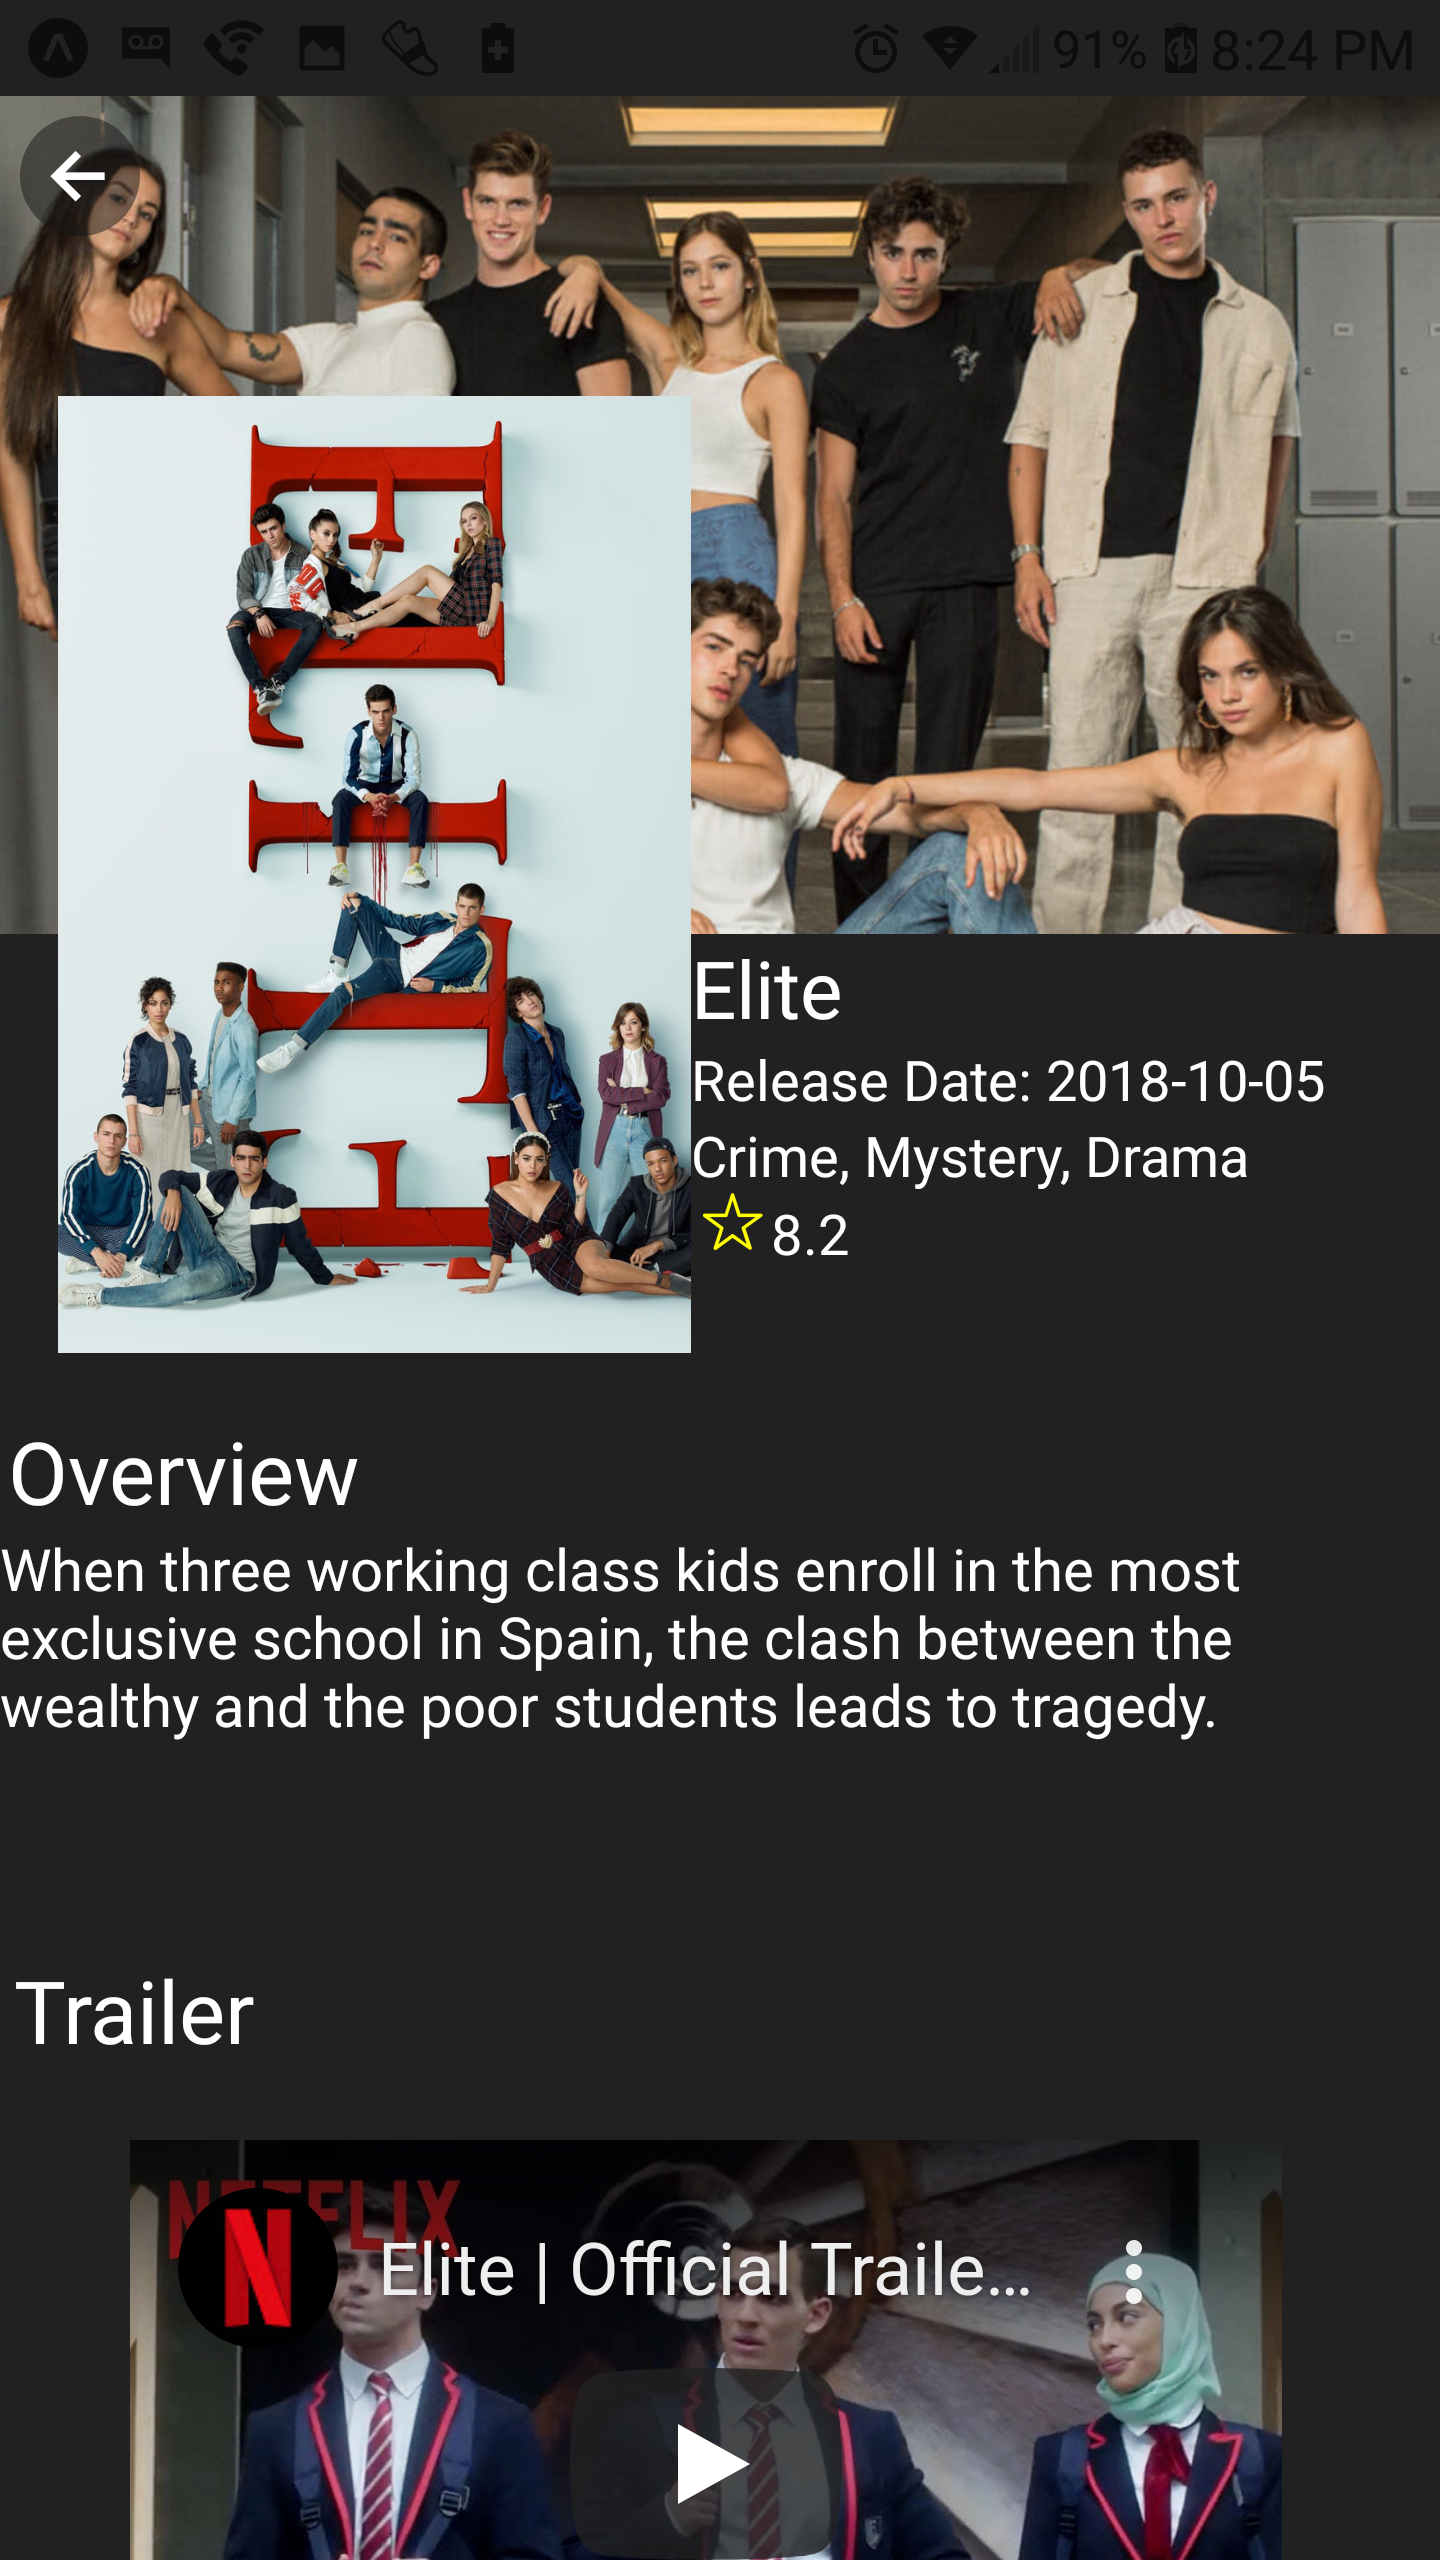 91% 8:24 PM
ELITE
Elite
Release Date: 2018-10-05
Crime, Mystery, Drama
8.2
Overview
When three working class kids enroll in the most
exclusive school in Spain, the clash between the
wealthy and the poor students leads to tragedy.
Trailer
NETFLIX
N
Elite | Official Traile...